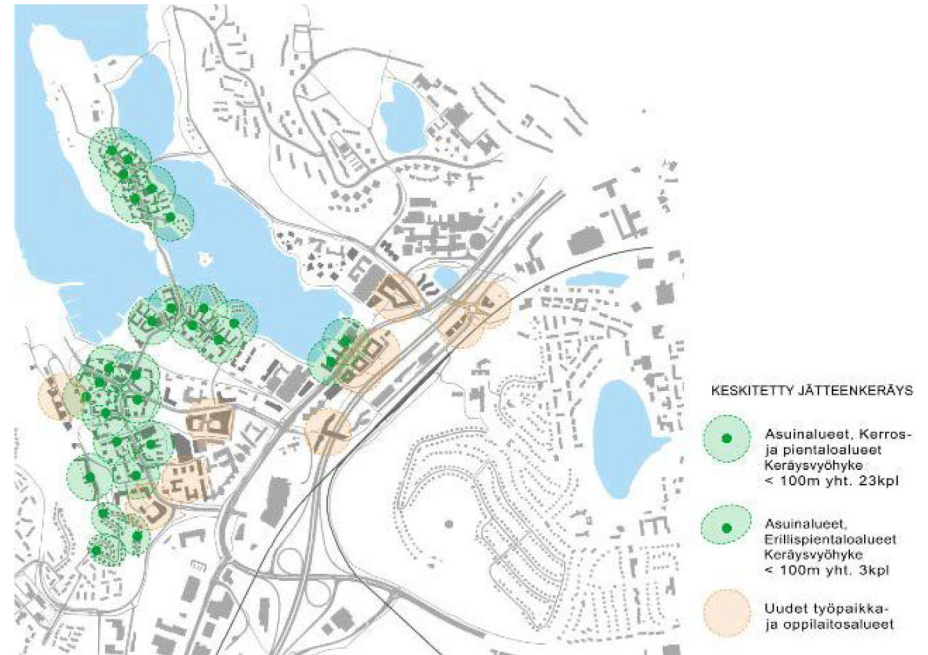 KESKITETTY JÄTTEENKERÄYS
Asuinalueet, Kerros-
ja pientaloalueet
Keräysvyöhyke
< 100m yht. 23kpl
Asuinalueet,
Erillispientaloalueet
Keräysvyöhyke
< 100m yht. 3kpl
Uudet työpaikka-
ja oppilaitosalueet